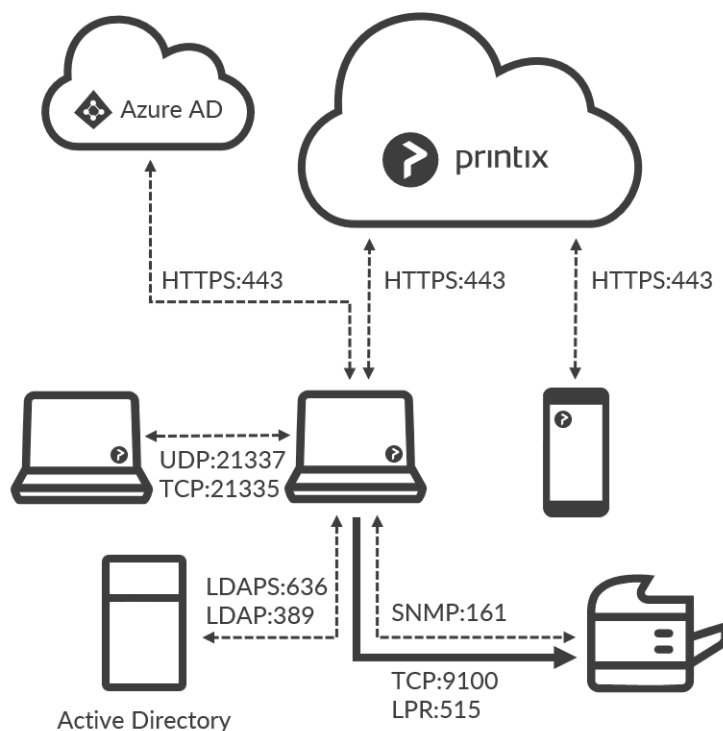 Azure AD
printix
HTTPS:443
HTTPS:443
HTTPS:443
UDP:21337
TCP:21335
LDAPS:636
LDAP:389
SNMP:161
TCP:9100
LPR:515
Active Directory